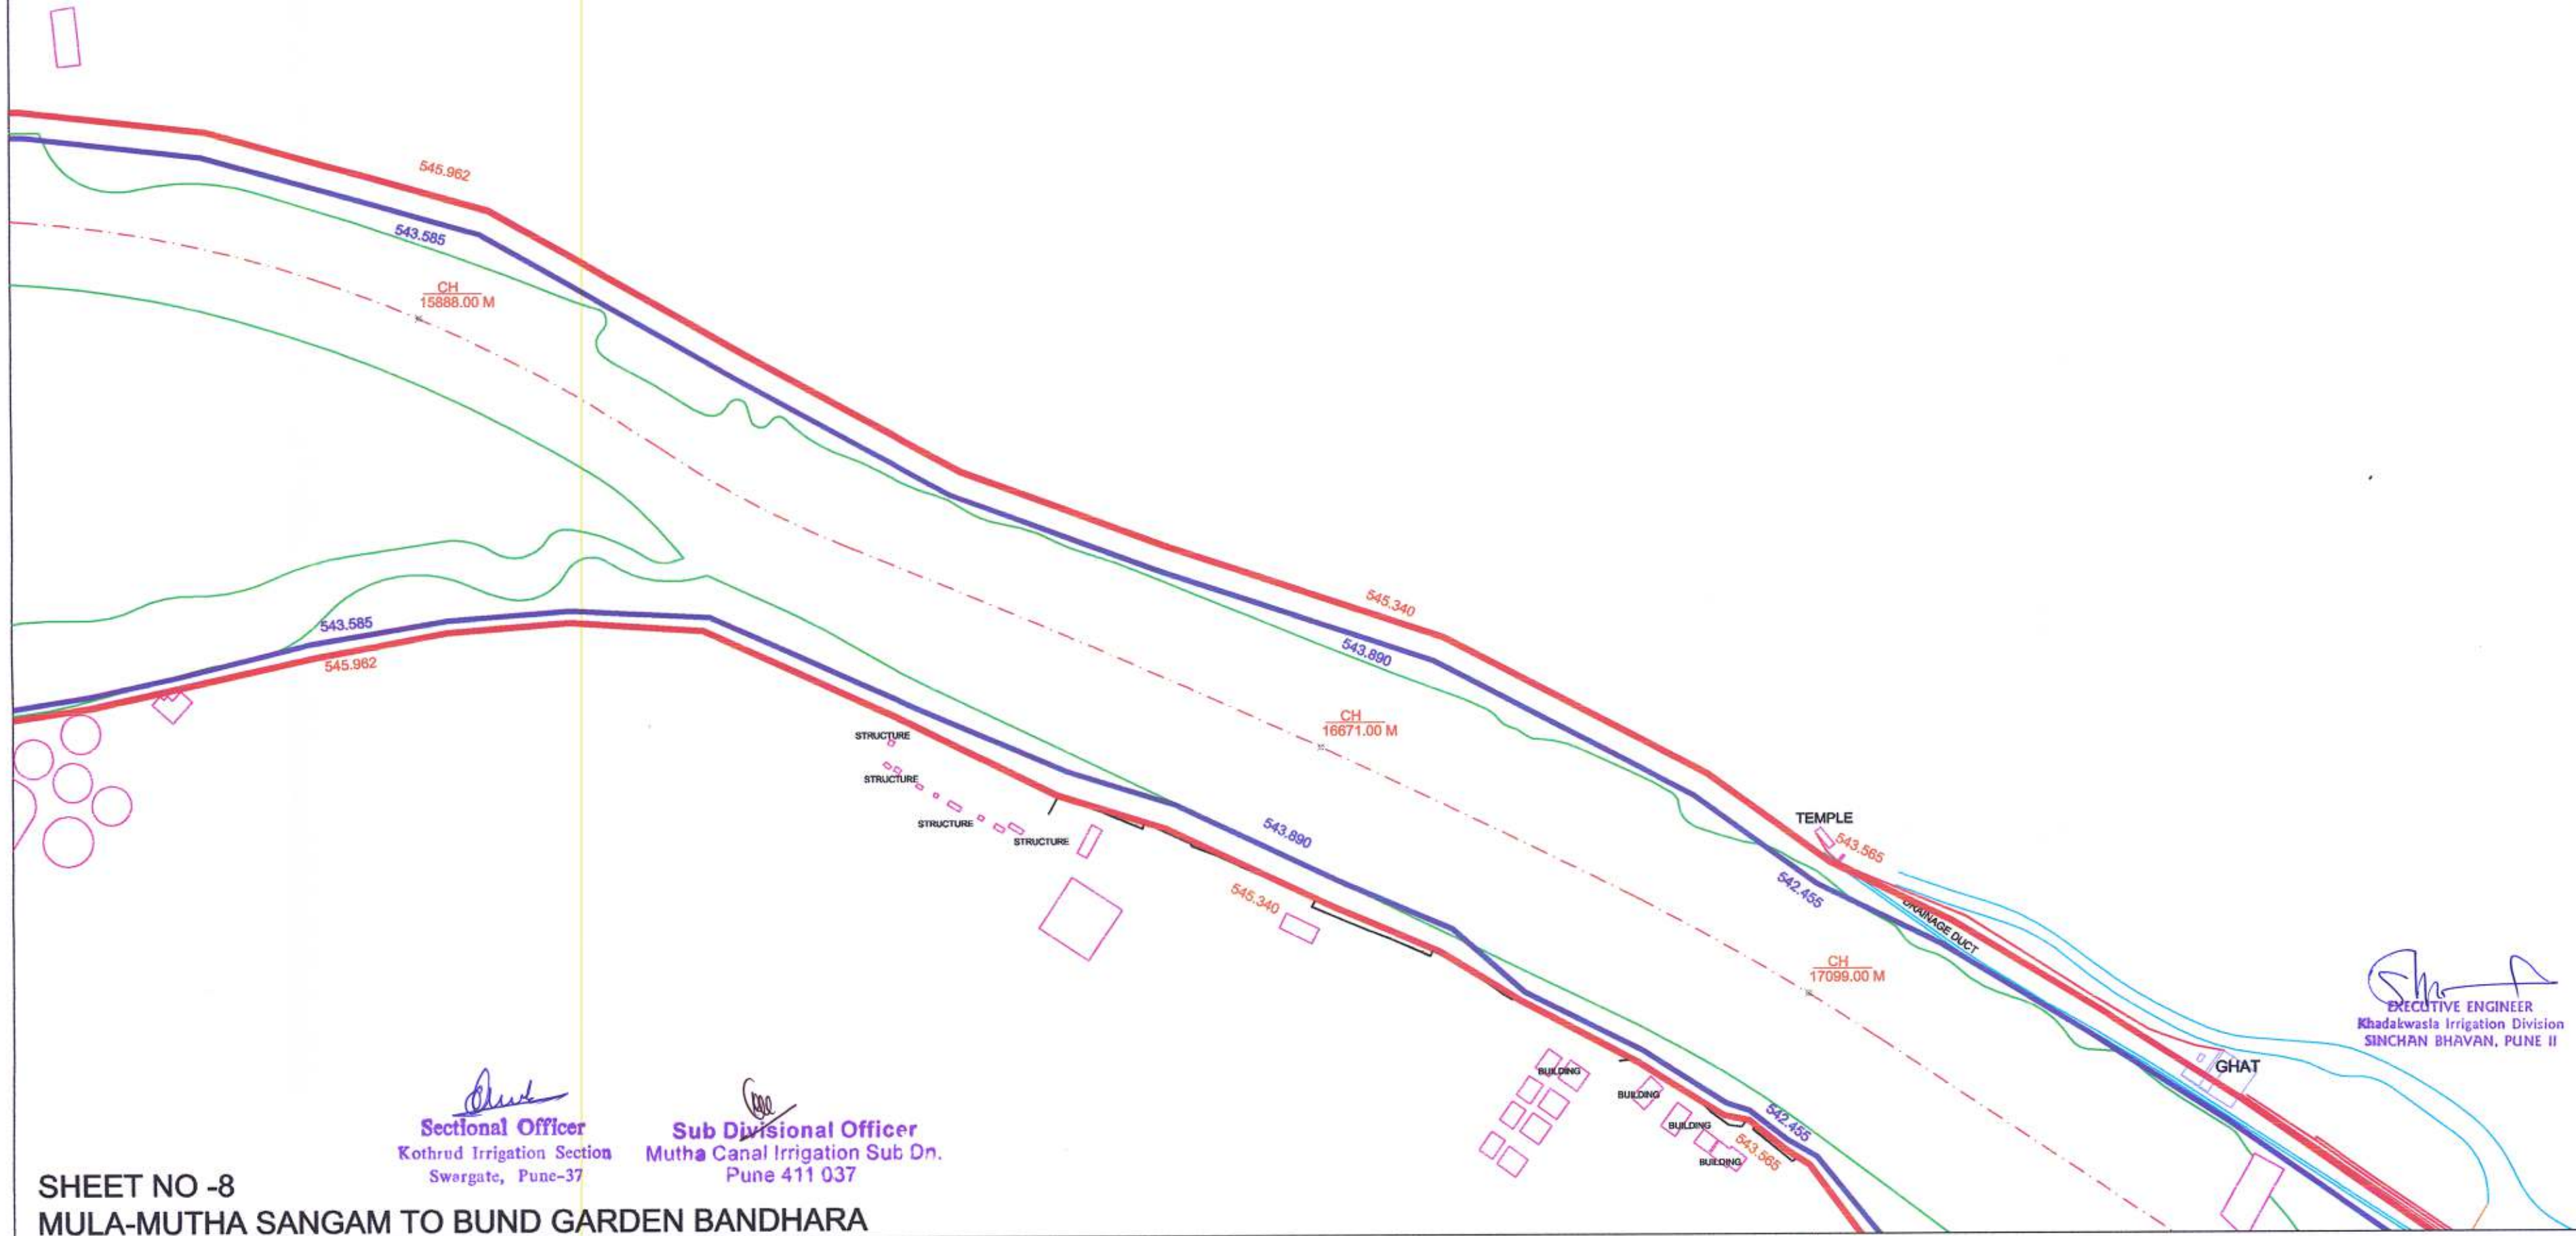 545.962
543.585
CH
15888.00 M
543.585
545.962
545.340
543.890
CH
16671.00 M
STRUCTURE
STRUCTURE
STRUCTURE
STRUCTURE
543.890
545.340
TEMPLE
543.565
542.455
DRAINAGE DUCT
CH
17099.00 M
EXECUTIVE ENGINEER
Khadakwasla Irrigation Division
SINCHAN BHAVAN, PUNE II
GHAT
BUILDING
BUILDING
BUILDING
BUILDING
542.455
543.565
Sectional Officer
Kothrud Irrigation Section
Swargate, Pune-37
Sub Divisional Officer
Mutha Canal Irrigation Sub Dn.
Pune 411 037
SHEET NO -8
MULA-MUTHA SANGAM TO BUND GARDEN BANDHARA